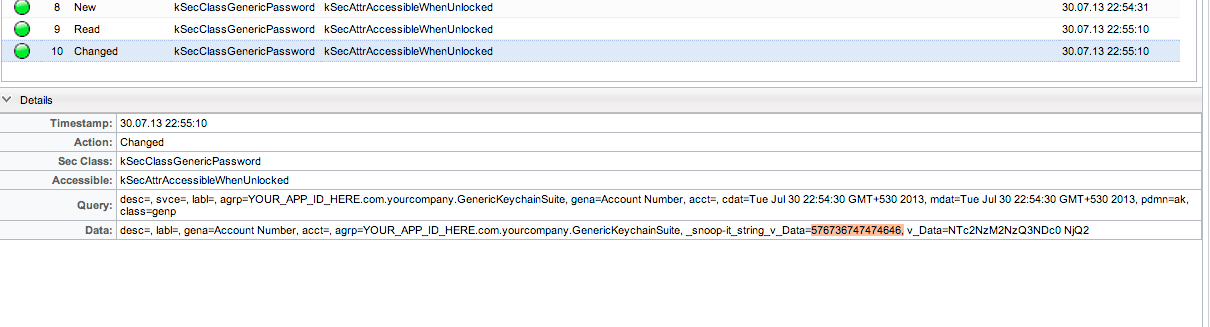 8 New kSecClassGenericPassword kSecAttrAccessibleWhenUnlocked 30.07.13 22:54:31
9 Read kSecClassGenericPassword kSecAttrAccessibleWhenUnlocked 30.07.13 22:55:10
10 Changed kSecClassGenericPassword kSecAttrAccessibleWhenUnlocked 30.07.13 22:55:10
Details
Timestamp: 30.07.13 22:55:10
Action: Changed
Sec Class: kSecClassGenericPassword
Accessible: kSecAttrAccessibleWhenUnlocked
Query: desc=, svce=, labl=, agrp=YOUR_APP_ID_HERE.com.yourcompany.GenericKeychainSuite, gena=Account Number, acct=, cdat=Tue Jul 30 22:54:30 GMT+530 2013, mdat=Tue Jul 30 22:54:30 GMT+530 2013, pdmn=ak,
class=genp
Data: desc=, labl=, gena=Account Number, acct=, agrp=YOUR_APP_ID_HERE.com.yourcompany.GenericKeychainSuite, _snoop-it_string_v_Data=576736747474646, v_Data=NTc2NzM2NzQ3NDc0 NjQ2